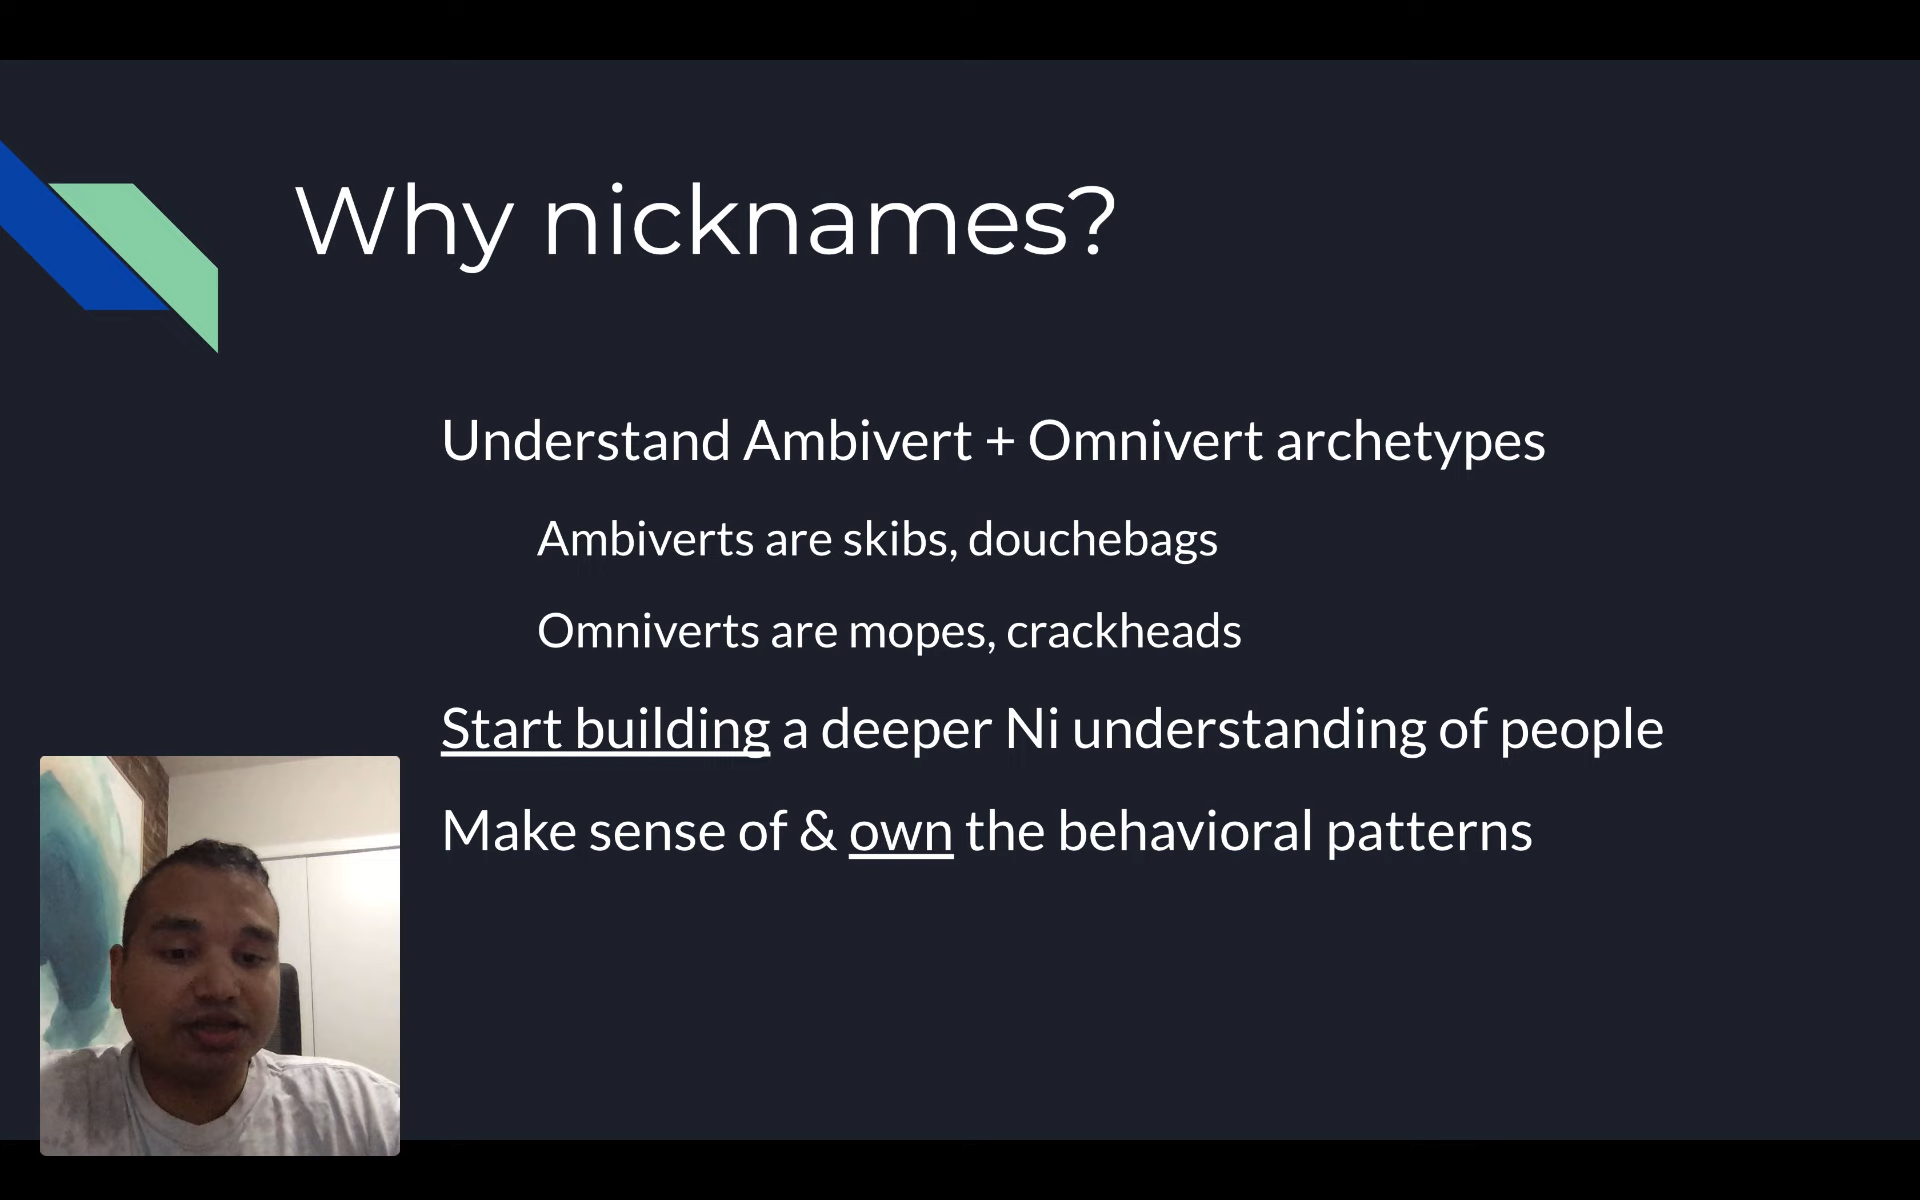 Why nicknames?
Understand Ambivert + Omnivert archetypes
Ambiverts are skibs, douchebags
Omniverts are mopes, crackheads
Start building a deeper Ni understanding of people
Make sense of & own the behavioral patterns